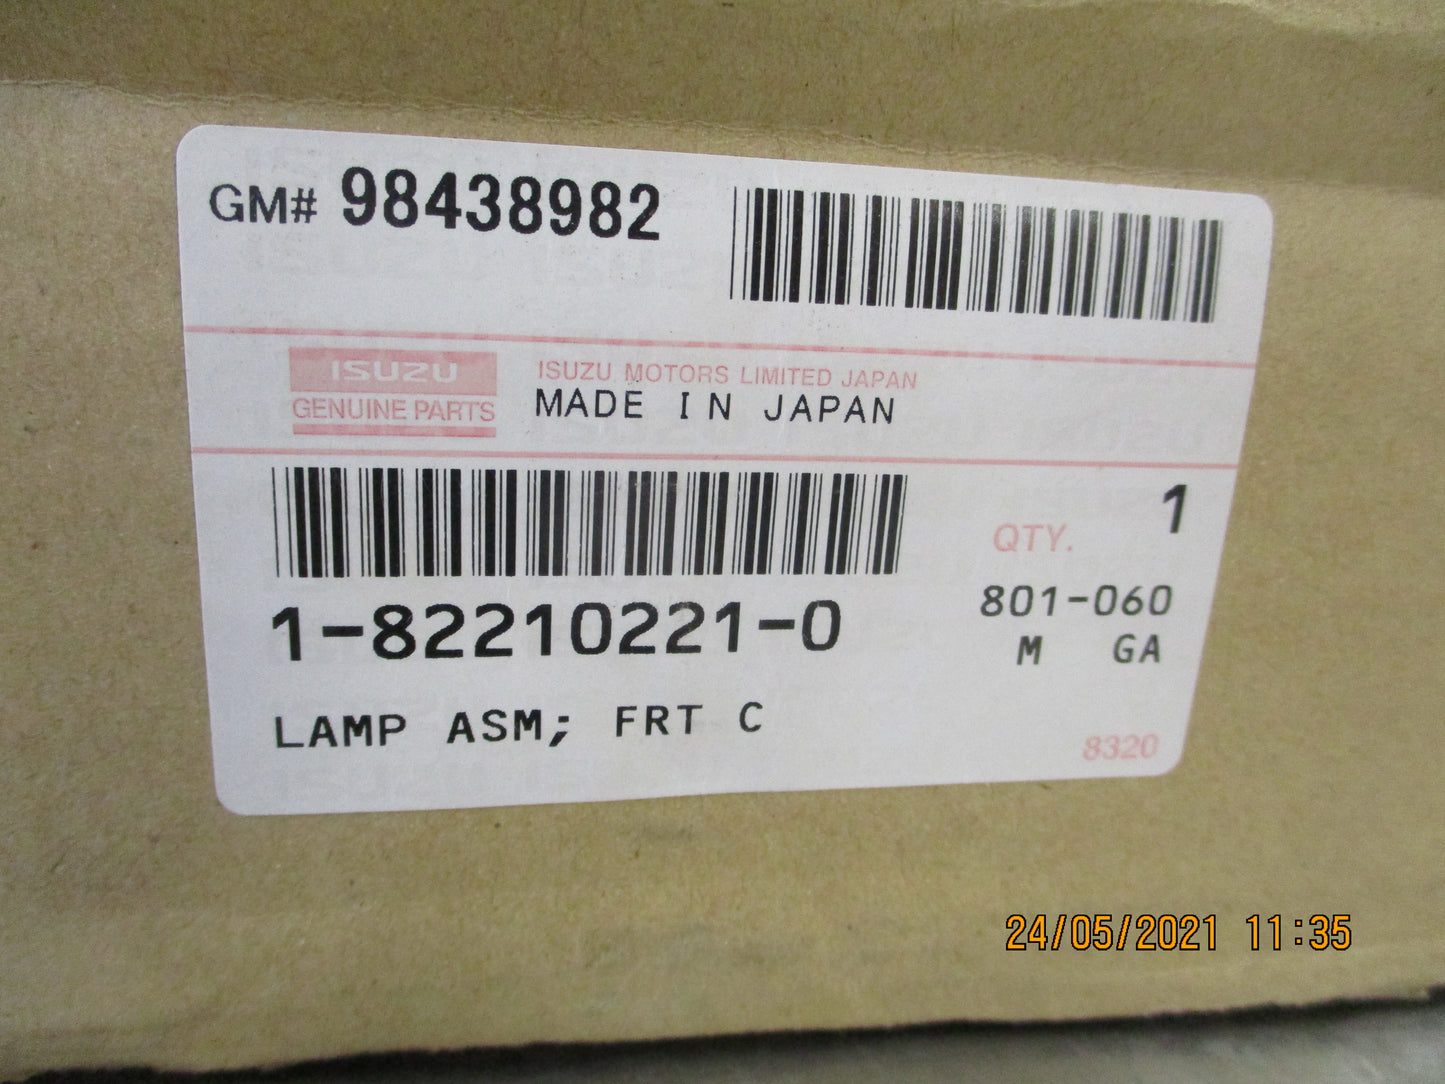 GM# 98438982
ISUZU
GENUINE PARTS
ISUZU MOTORS LIMITED JAPAN
MADE IN JAPAN
QTY. 1
1-82210221-0
801-060
M GA
LAMP ASM; FRT C
8320
24/05/2021 11:35